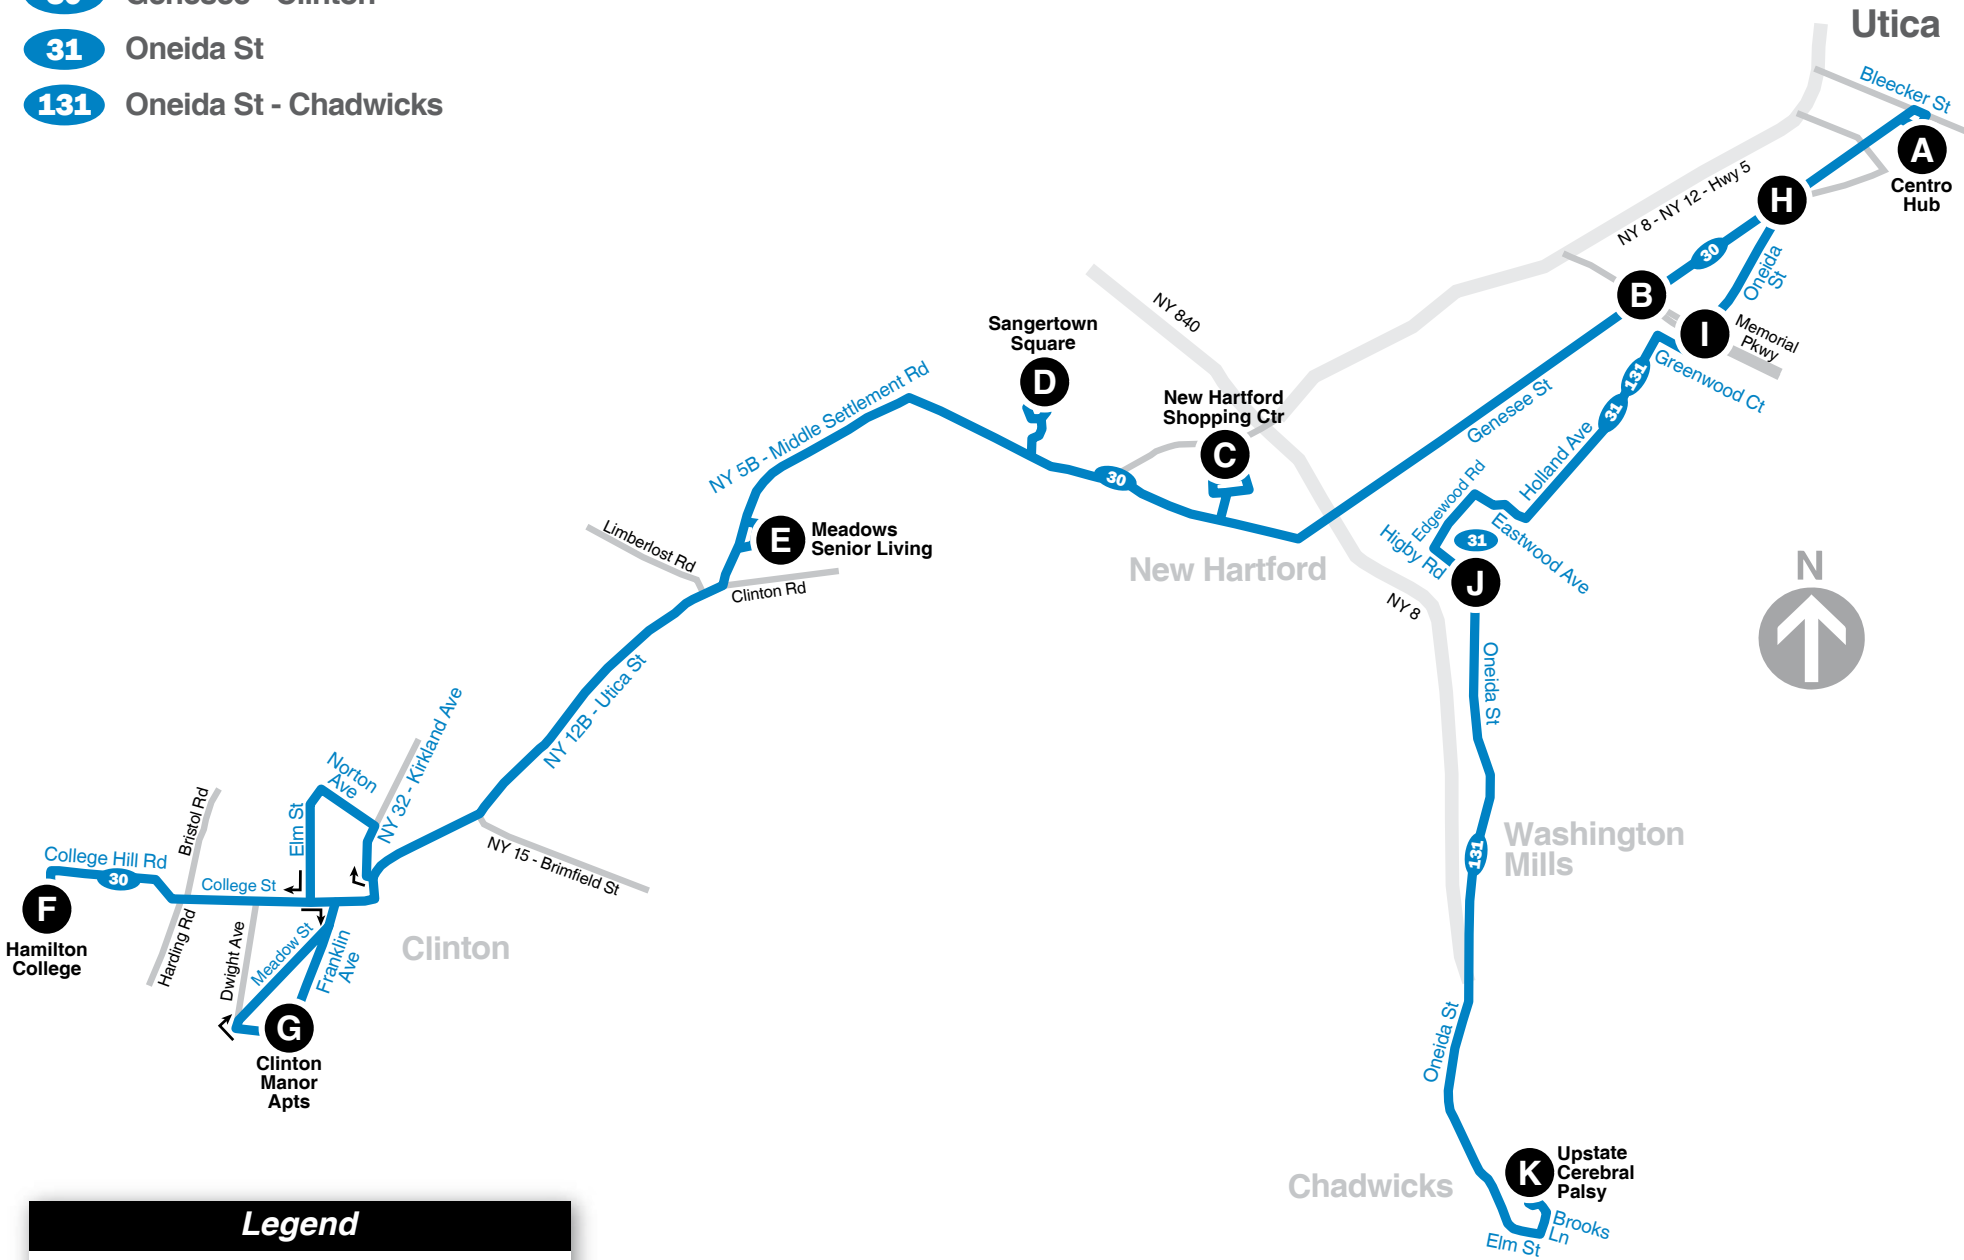 30 Genesee - Clinton
31 Oneida St
131 Oneida St - Chadwicks
Utica
Bleecker St
A
Centro
Hub
H
NY 8 - NY 12 - Hwy 5
30
Oneida
St
B
I
Memorial
Pkwy
Greenwood Ct
NY 840
Sangertown
Square
D
131
31
New Hartford
Shopping Ctr
C
Genesee St
Holland Ave
NY 5B - Middle Settlement Rd
30
Edgewood Rd
Eastwood Ave
Higby Rd
31
J
Limberlost Rd
E
Meadows
Senior Living
Clinton Rd
New Hartford
N
NY 8
Oneida St
NY 12B - Utica St
NY 32 - Kirkland Ave
Norton
Ave
Elm St
Bristol Rd
NY 15 - Brimfield St
Washington
Mills
131
College Hill Rd
30
College St
F
Hamilton
College
Harding Rd
Dwight Ave
Meadow St
Franklin
Ave
Clinton
G
Clinton
Manor
Apts
Oneida St
Chadwicks
K
Upstate
Cerebral
Palsy
Brooks
Ln
Elm St
Legend